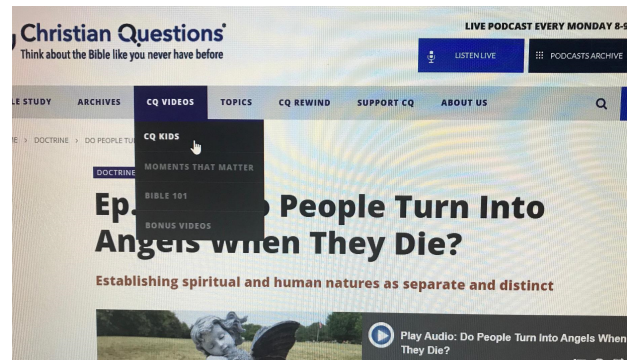 Christian Questions
Think about the Bible like you never have before
LIVE PODCAST EVERY MONDAY 8-9
LISTEN LIVE
PODCASTS ARCHIVE
STUDY ARCHIVES CQ VIDEOS TOPICS CQ REWIND SUPPORT CQ ABOUT US
> DOCTRINE > DO PEOPLE
CQ KIDS
MOMENTS THAT MATTER
BIBLE 101
BONUS VIDEOS
DOCTRINE
Ep. People Turn Into
Angels When They Die?
Establishing spiritual and human natures as separate and distinct
Play Audio: Do People Turn Into Angels When
They Die?